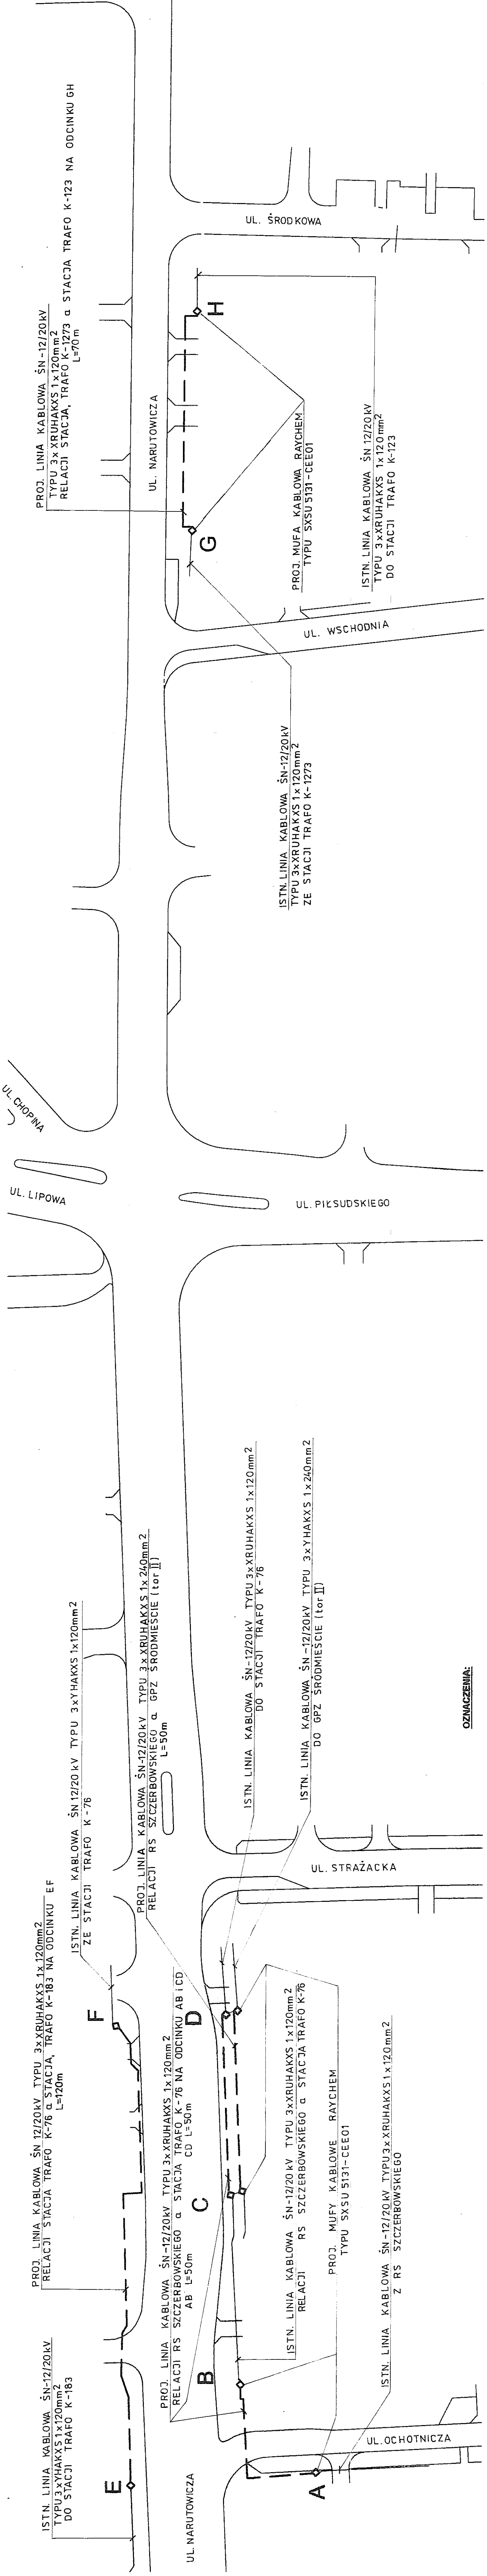 PROJ. LINIA KABLOWA ŚN-12/20kV
TYPU 3x XRUHAKXS 1x120mm2
RELACJI STACJA, TRAFO K-1273 a STACJA TRAFO K-123 NA ODCINKU GH
L=70m
UL. ŚRODKOWA
UL. NARUTOWICZA
H
G
PROJ. MUFA KABLOWA RAYCHEM
TYPU SXSU 5131-CEE01
ISTN. LINIA KABLOWA ŚN 12/20kV
TYPU 3xXRUHAKXS 1x120mm2
DO STACJI TRAFO K-123
UL. WSCHODNIA
ISTN. LINIA KABLOWA ŚN-12/20kV
TYPU 3xXRUHAKXS 1x120mm2
ZE STACJI TRAFO K-1273
UL CHOPINA
UL. LIPOWA
UL. PIŁSUDSKIEGO
ISTN. LINIA KABLOWA ŚN 12/20 kV TYPU 3xYHAKXS 1x120mm2
ZE STACJI TRAFO K-76
PROJ. LINIA KABLOWA ŚN-12/20kV TYPU 3xXRUHAKXS 1x240mm2
RELACJI RS SZCZERBOWSKIEGO a GPZ ŚRÓDMIEŚCIE (tor II)
L=50m
ISTN. LINIA KABLOWA ŚN-12/20kV TYPU 3xXRUHAKXS 1x120mm2
DO STACJI TRAFO K-76
ISTN. LINIA KABLOWA ŚN-12/20kV TYPU 3xYHAKXS 1x240mm2
DO GPZ ŚRÓDMIEŚCIE (tor II)
OZNACZENIA:
UL. STRAŻACKA
PROJ. LINIA KABLOWA ŚN 12/20kV TYPU 3xXRUHAKXS 1x120mm2
RELACJI STACJA TRAFO K-76 a STACJA, TRAFO K-183 NA ODCINKU EF
L=120m
F
D
C
PROJ. LINIA KABLOWA ŚN-12/20kV TYPU 3xXRUHAKXS 1x120mm2
RELACJI RS SZCZERBOWSKIEGO a STACJA TRAFO K-76 NA ODCINKU AB i CD
AB L=50m CD L=50m
ISTN. LINIA KABLOWA ŚN-12/20 kV TYPU 3xXRUHAKXS 1x120mm2
RELACJI RS SZCZERBOWSKIEGO a STACJA TRAFO K-76
PROJ. MUFY KABLOWE RAYCHEM
TYPU SXSU 5131-CEE01
ISTN. LINIA KABLOWA ŚN-12/20kV TYPU 3xXRUHAKXS 1x120mm2
Z RS SZCZERBOWSKIEGO
B
ISTN. LINIA KABLOWA ŚN-12/20kV
TYPU 3xYHAKXS 1x120mm2
DO STACJI TRAFO K-183
E
A
UL. OCHOTNICZA
UL. NARUTOWICZA